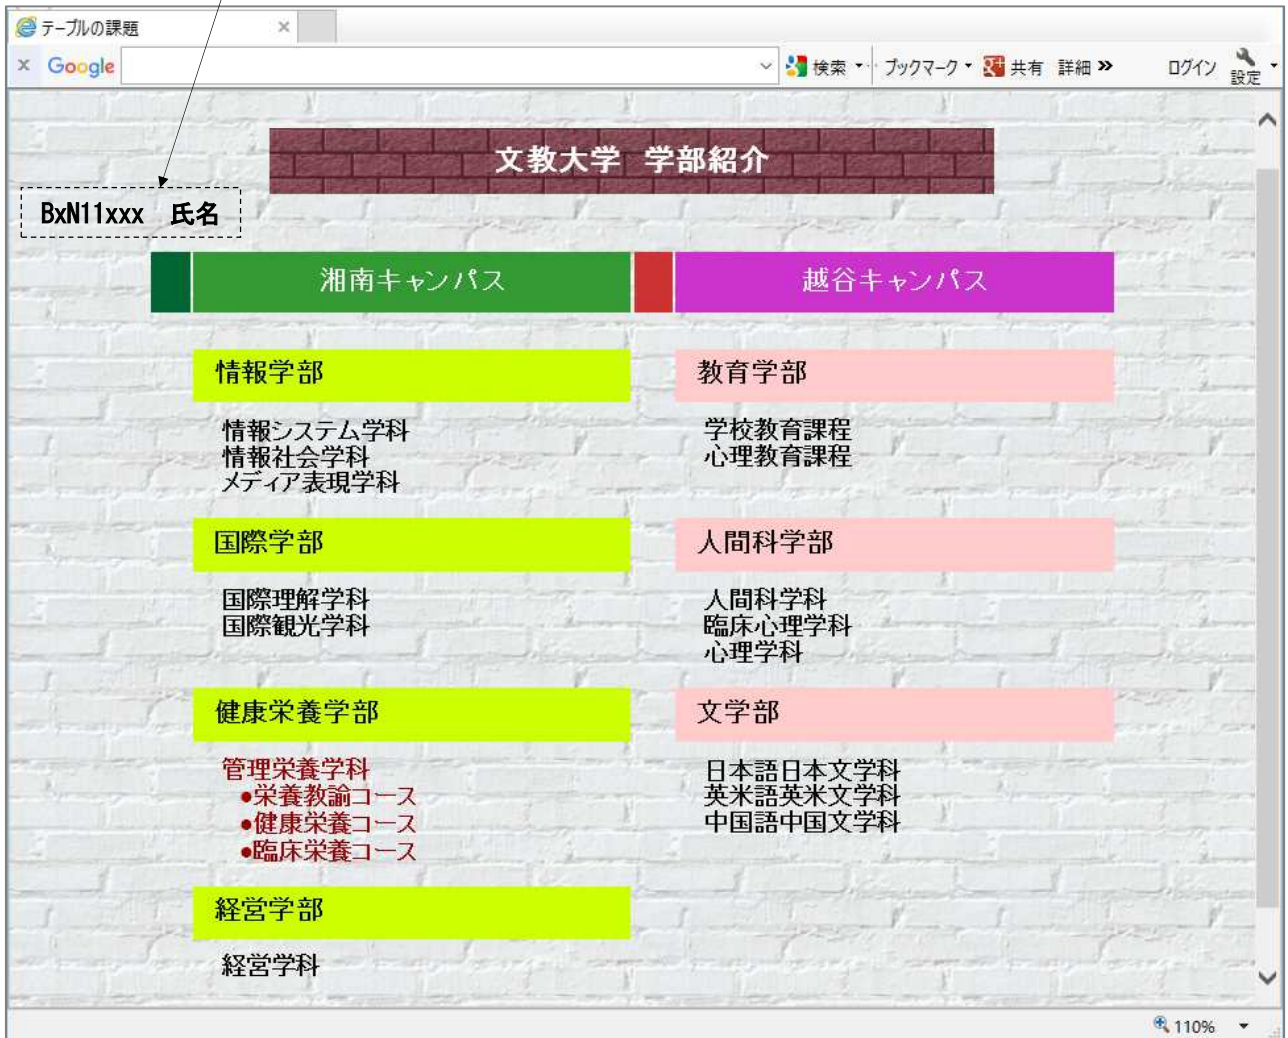 テーブルの課題
×
x Google 検索 ブックマーク 共有 詳細 » ログイン 設定
文教大学 学部紹介
BxN11xxx 氏名
湘南キャンパス 越谷キャンパス
情報学部 教育学部
情報システム学科 学校教育課程
情報社会学科 心理教育課程
メディア表現学科
国際学部 人間科学部
国際理解学科 人間科学科
国際観光学科 臨床心理学科
心理学科
健康栄養学部 文学部
管理栄養学科 日本語日本文学科
●栄養教諭コース 英米語英米文学科
●健康栄養コース 中国語中国文学科
●臨床栄養コース
経営学部
経営学科
110%